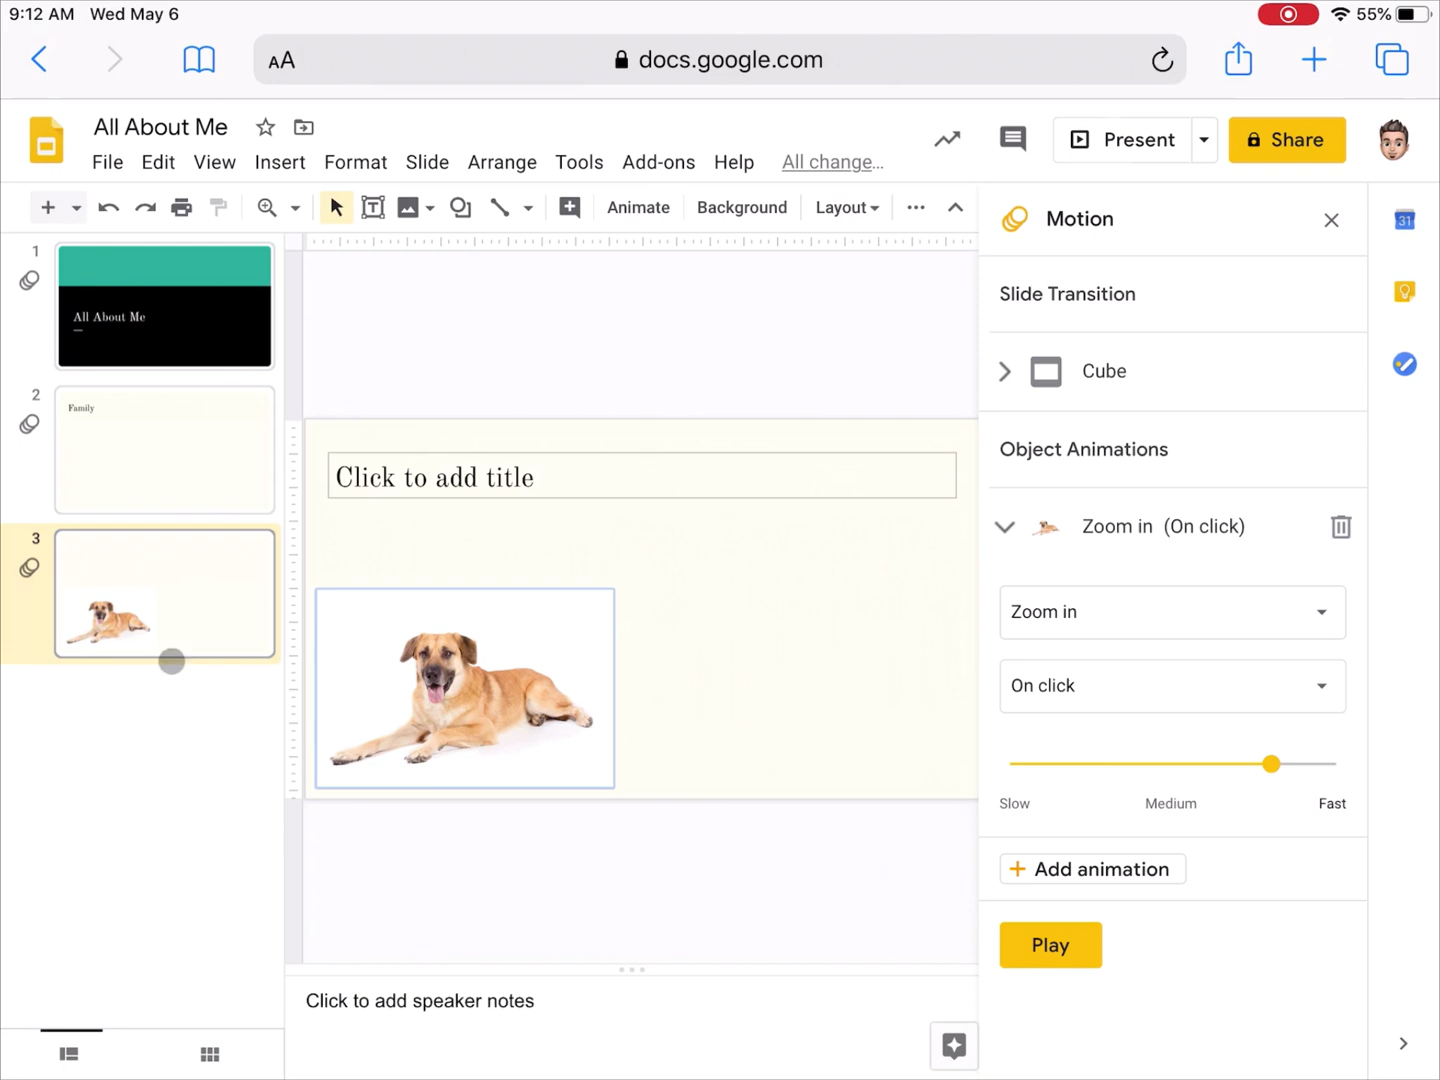 9:12 AM Wed May 6
55%
AA docs.google.com
All About Me
File Edit View Insert Format Slide Arrange Tools Add-ons Help All change...
Present
Share
Animate Background Layout
Motion
31
Slide Transition
Cube
Object Animations
Zoom in (On click)
Zoom in
On click
Slow Medium Fast
Add animation
Play
1
All About Me
2
Family
3
Click to add title
Click to add speaker notes